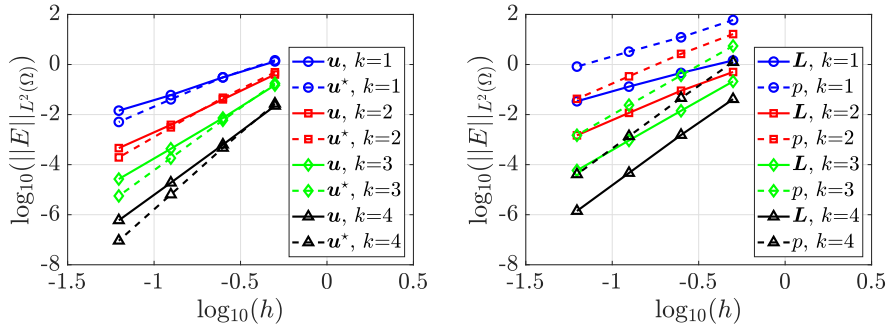 2
0
-2
-4
-6
-8
-1.5
-1
-0.5
0
0.5
log₁₀(h)
log₁₀(||E||_{L²(Ω)})
u, k=1
u⋆, k=1
u, k=2
u⋆, k=2
u, k=3
u⋆, k=3
u, k=4
u⋆, k=4
2
0
-2
-4
-6
-8
-1.5
-1
-0.5
0
0.5
log₁₀(h)
log₁₀(||E||_{L²(Ω)})
L, k=1
p, k=1
L, k=2
p, k=2
L, k=3
p, k=3
L, k=4
p, k=4